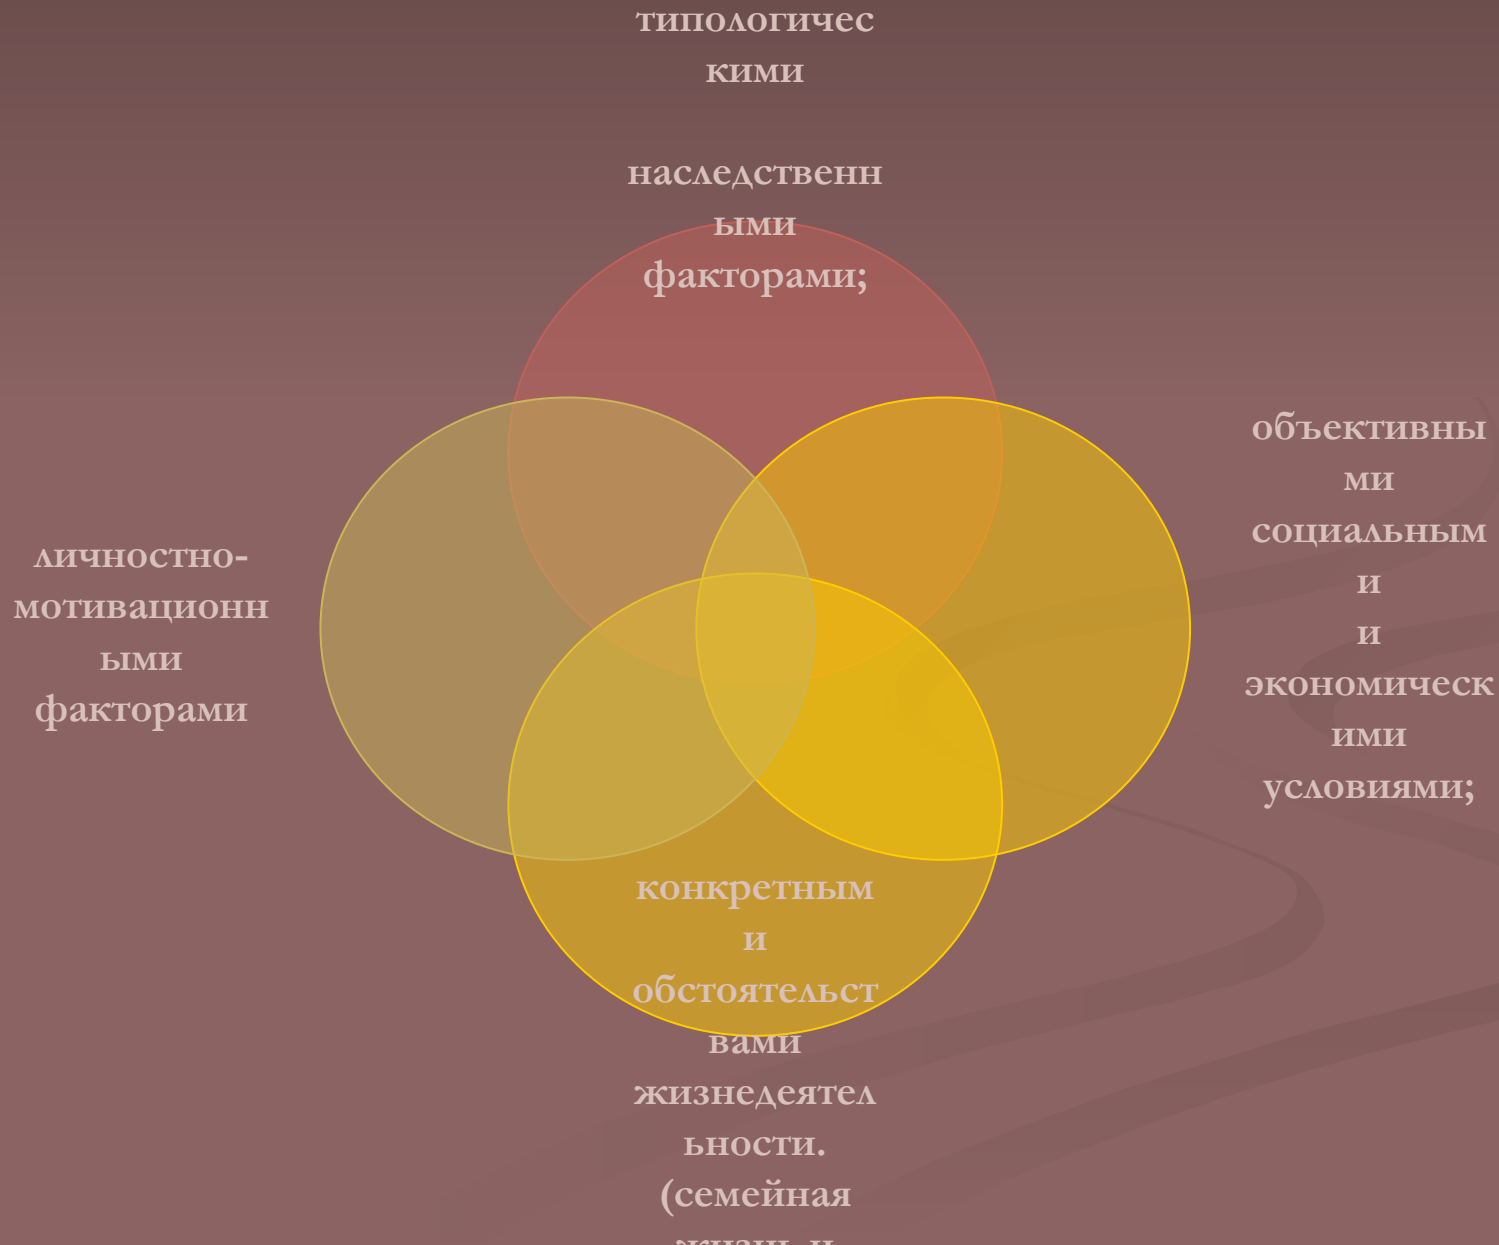 типологичес
кими
наследственн
ыми
факторами;
объективны
ми
социальным
и
и
экономическ
ими
условиями;
личностно-
мотивационн
ыми
факторами
конкретным
и
обстоятельст
вами
жизнедеятел
ьности.
(семейная
жизнь и